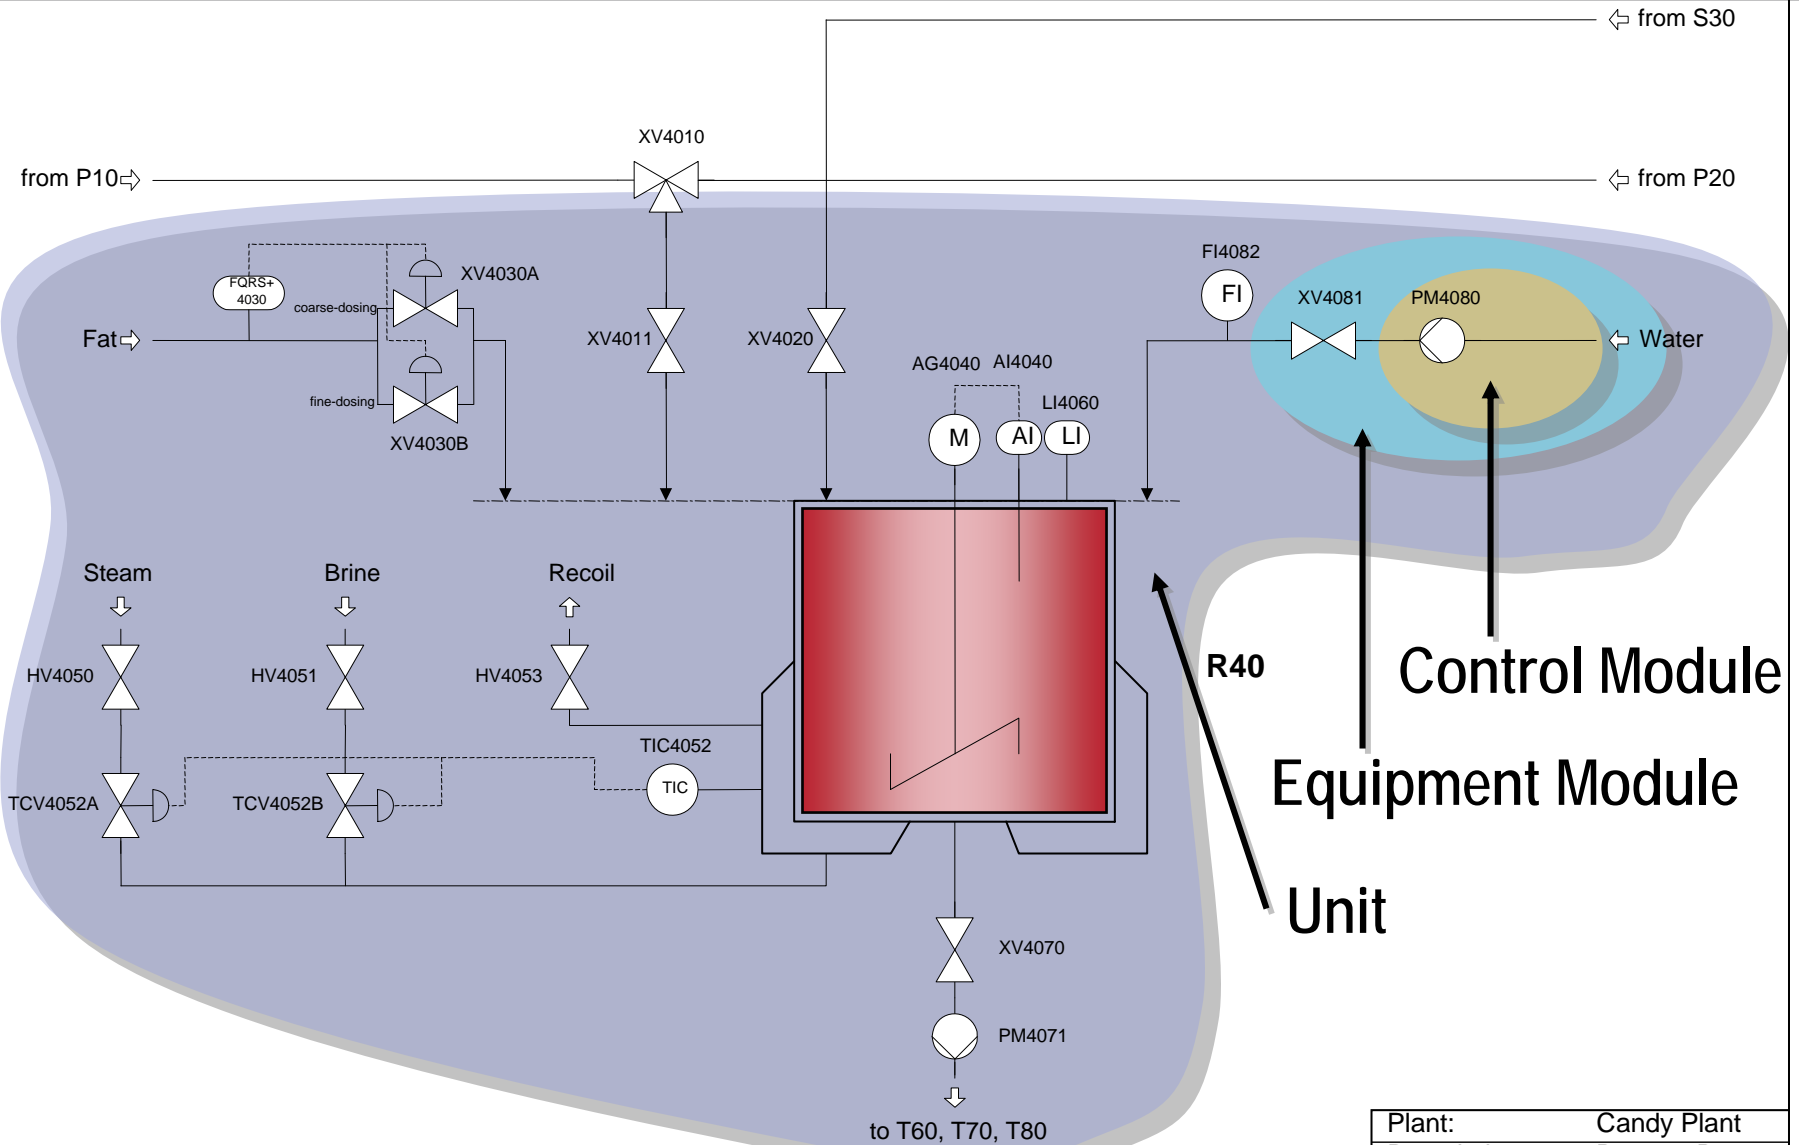 from S30
XV4010
from P10
from P20
FI4082
FQRS+
4030
XV4030A
coarse-dosing
FI
XV4081
PM4080
Fat
XV4011
XV4020
Water
AG4040
AI4040
fine-dosing
LI4060
XV4030B
M
AI
LI
Steam
Brine
Recoil
HV4050
HV4051
HV4053
R40
Control Module
TIC4052
TCV4052A
TCV4052B
TIC
Equipment Module
Unit
XV4070
PM4071
to T60, T70, T80
Plant: Candy Plant